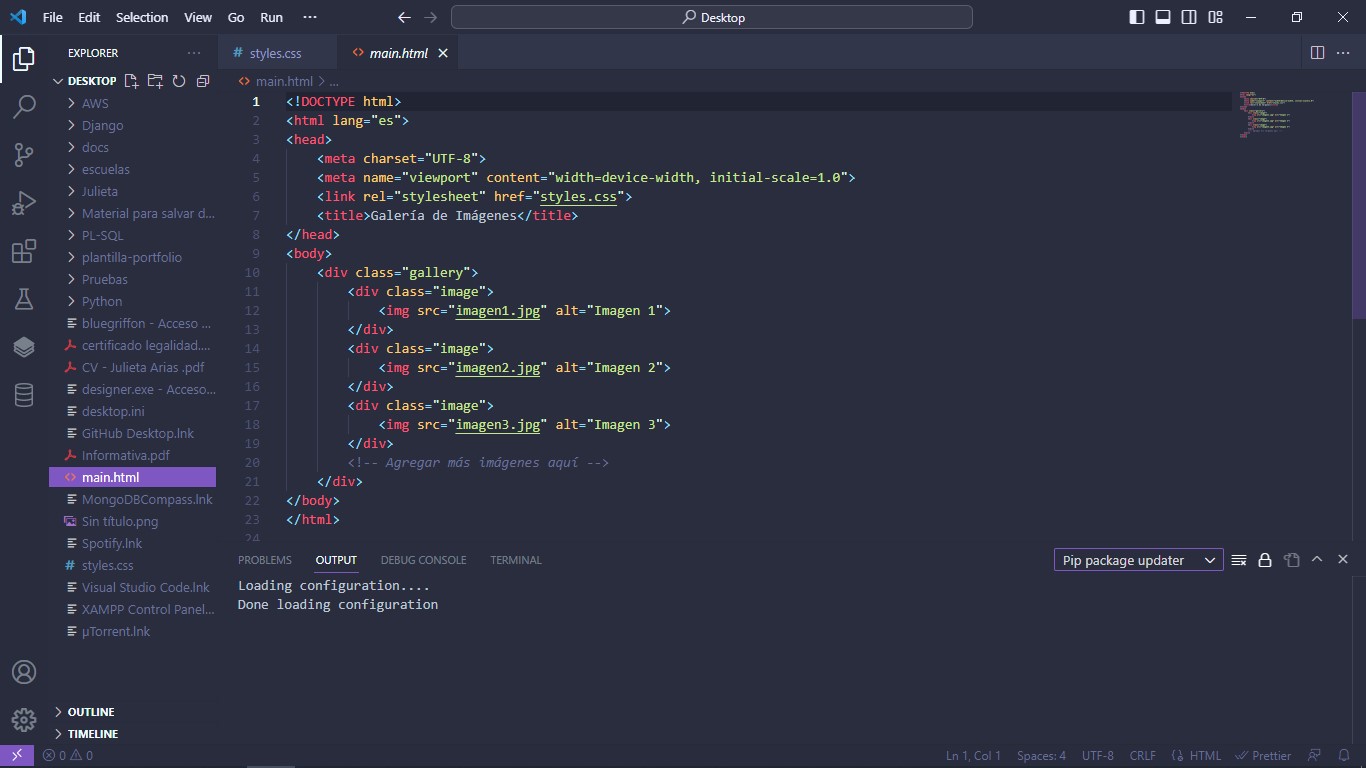 File Edit Selection View Go Run ··· Desktop
EXPLORER ···
DESKTOP
AWS
Django
docs
escuelas
Julieta
Material para salvar d...
PL-SQL
plantilla-portfolio
Pruebas
Python
bluegriffon - Acceso ...
certificado legalidad....
CV - Julieta Arias .pdf
designer.exe - Acceso...
desktop.ini
GitHub Desktop.lnk
Informativa.pdf
main.html
MongoDBCompass.lnk
Sin título.png
Spotify.lnk
# styles.css
Visual Studio Code.lnk
XAMPP Control Panel...
µTorrent.lnk
OUTLINE
TIMELINE
# styles.css
<> main.html
<> main.html > ...
1 <!DOCTYPE html>
2 <html lang="es">
3 <head>
4 <meta charset="UTF-8">
5 <meta name="viewport" content="width=device-width, initial-scale=1.0">
6 <link rel="stylesheet" href="styles.css">
7 <title>Galería de Imágenes</title>
8 </head>
9 <body>
10 <div class="gallery">
11 <div class="image">
12 <img src="imagen1.jpg" alt="Imagen 1">
13 </div>
14 <div class="image">
15 <img src="imagen2.jpg" alt="Imagen 2">
16 </div>
17 <div class="image">
18 <img src="imagen3.jpg" alt="Imagen 3">
19 </div>
20 <!-- Agregar más imágenes aquí -->
21 </div>
22 </body>
23 </html>
24
PROBLEMS OUTPUT DEBUG CONSOLE TERMINAL Pip package updater
Loading configuration....
Done loading configuration
0 0 Ln 1, Col 1 Spaces: 4 UTF-8 CRLF {} HTML Prettier